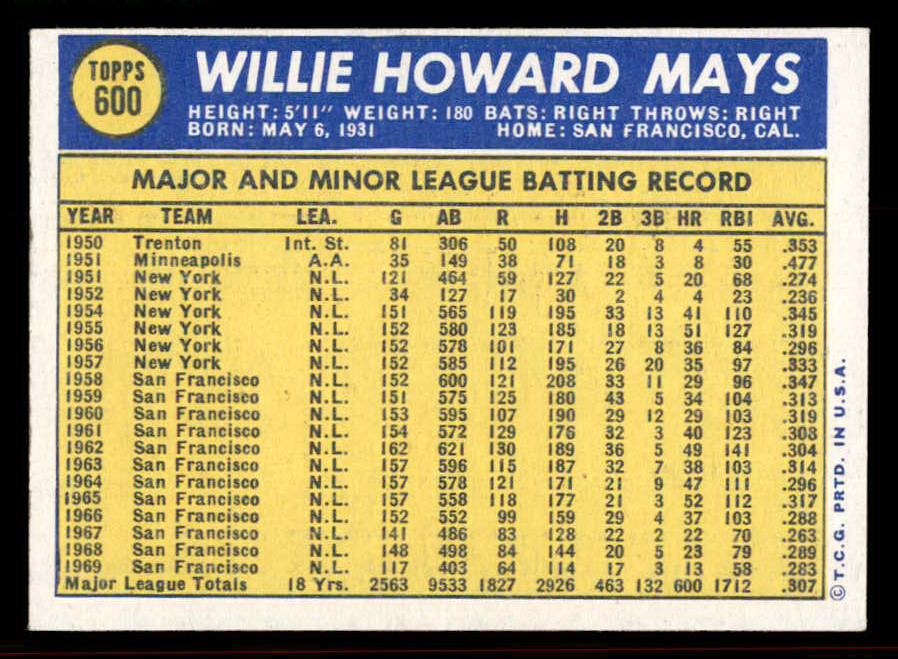 TOPPS
600
WILLIE HOWARD MAYS
HEIGHT: 5'11" WEIGHT: 180 BATS: RIGHT THROWS: RIGHT
BORN: MAY 6, 1931 HOME: SAN FRANCISCO, CAL.
MAJOR AND MINOR LEAGUE BATTING RECORD
YEAR TEAM LEA. G AB R H 2B 3B HR RBI AVG.
1950 Trenton Int. St. 81 306 50 108 20 8 4 55 .353
1951 Minneapolis A.A. 35 149 38 71 18 3 8 30 .477
1951 New York N.L. 121 464 59 127 22 5 20 68 .274
1952 New York N.L. 34 127 17 30 2 4 4 23 .236
1954 New York N.L. 151 565 119 195 33 13 41 110 .345
1955 New York N.L. 152 580 123 185 18 13 51 127 .319
1956 New York N.L. 152 578 101 171 27 8 36 84 .296
1957 New York N.L. 152 585 112 195 26 20 35 97 .333
1958 San Francisco N.L. 152 600 121 208 33 11 29 96 .347
1959 San Francisco N.L. 151 575 125 180 43 5 34 104 .313
1960 San Francisco N.L. 153 595 107 190 29 12 29 103 .319
1961 San Francisco N.L. 154 572 129 176 32 3 40 123 .308
1962 San Francisco N.L. 162 621 130 189 36 5 49 141 .304
1963 San Francisco N.L. 157 596 115 187 32 7 38 103 .314
1964 San Francisco N.L. 157 578 121 171 21 9 47 111 .296
1965 San Francisco N.L. 157 558 118 177 21 3 52 112 .317
1966 San Francisco N.L. 152 552 99 159 29 4 37 103 .288
1967 San Francisco N.L. 141 486 83 128 22 2 22 70 .263
1968 San Francisco N.L. 148 498 84 144 20 5 23 79 .289
1969 San Francisco N.L. 117 403 64 114 17 3 13 58 .283
Major League Totals 18 Yrs. 2563 9533 1827 2926 463 132 600 1712 .307
©T.C.G. PRTD. IN U.S.A.